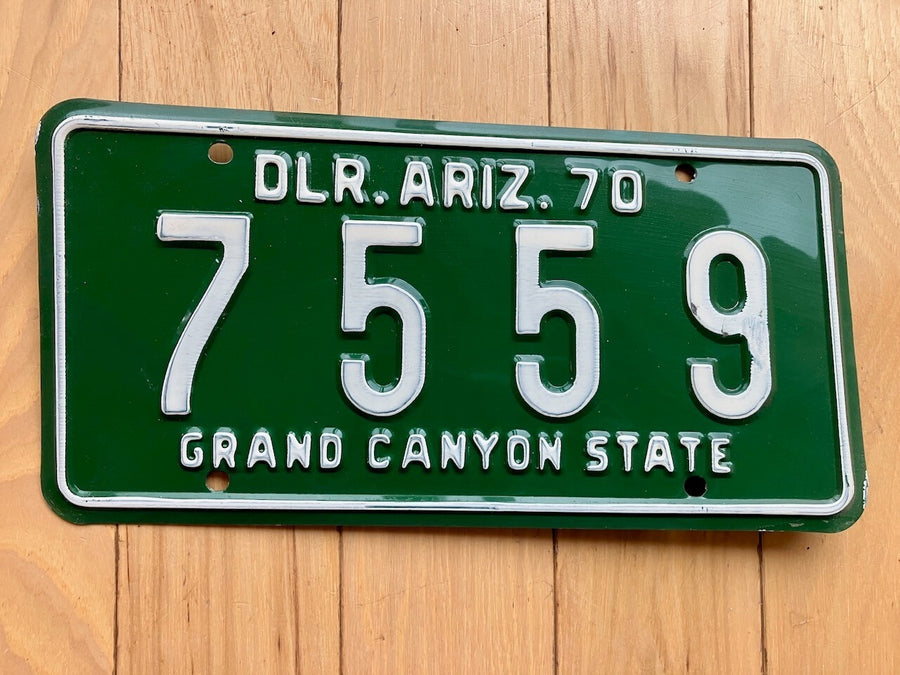 DLR. ARIZ. 70
7559
GRAND CANYON STATE